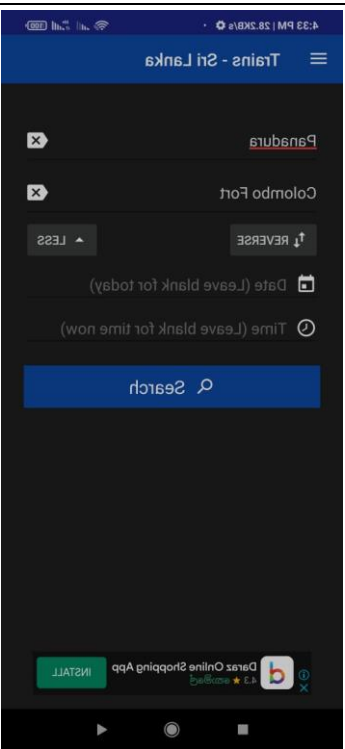 4:33 PM | 28.2KB/s
Trains - Sri Lanka
Panadura
Colombo Fort
REVERSE
LESS
Date (Leave blank for today)
Time (Leave blank for time now)
Search
Daraz Online Shopping App
4.3 ★ නොමිලේ
INSTALL